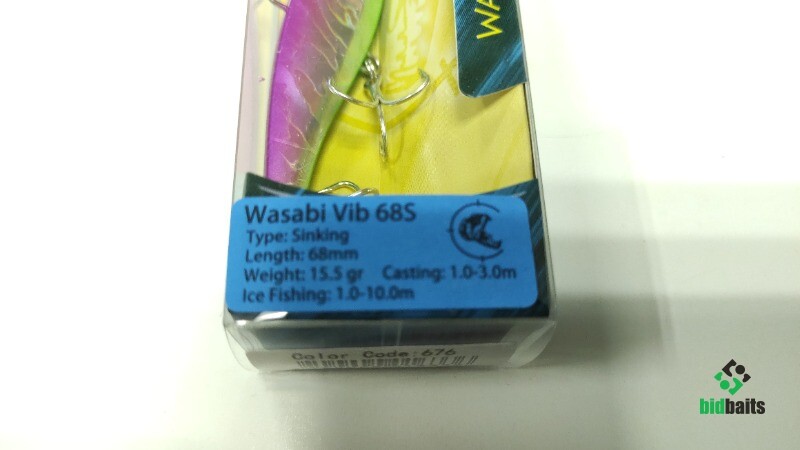 WA
Wasabi Vib 68S
Type: Sinking
Length: 68mm
Weight: 15.5 gr Casting: 1.0-3.0m
Ice Fishing: 1.0-10.0m
Color Code:676
bidbaits